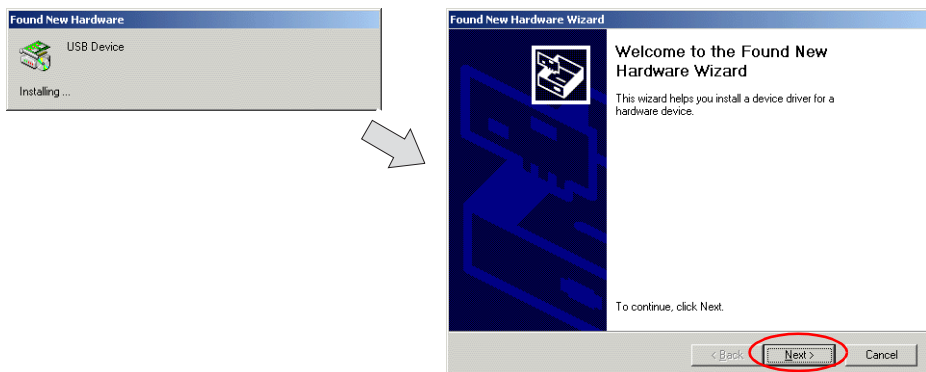 Found New Hardware
USB Device
Installing ...
Found New Hardware Wizard
Welcome to the Found New
Hardware Wizard
This wizard helps you install a device driver for a
hardware device.
To continue, click Next.
< Back
Next >
Cancel